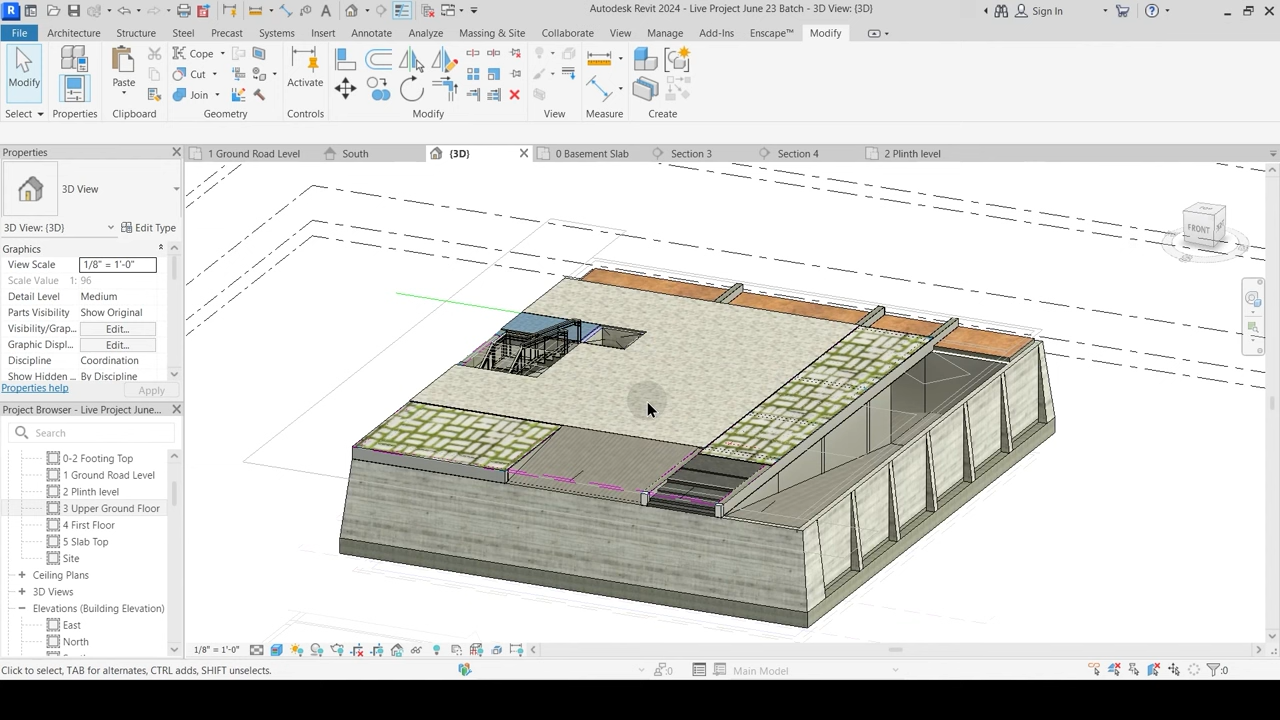 Autodesk Revit 2024 - Live Project June 23 Batch - 3D View: {3D}
Sign In
File Architecture Structure Steel Precast Systems Insert Annotate Analyze Massing & Site Collaborate View Manage Add-Ins Enscape™ Modify
Modify Paste Cope Cut Join Activate
Select Properties Clipboard Geometry Controls Modify View Measure Create
Properties
1 Ground Road Level South {3D} 0 Basement Slab Section 3 Section 4 2 Plinth level
3D View
3D View: {3D} Edit Type
Graphics
View Scale 1/8" = 1'-0"
Scale Value 1: 96
Detail Level Medium
Parts Visibility Show Original
Visibility/Grap... Edit...
Graphic Displ... Edit...
Discipline Coordination
Show Hidden By Discipline
Properties help Apply
Project Browser - Live Project June...
Search
0-2 Footing Top
1 Ground Road Level
2 Plinth level
3 Upper Ground Floor
4 First Floor
5 Slab Top
Site
Ceiling Plans
3D Views
Elevations (Building Elevation)
East
North
FRONT
1/8" = 1'-0"
Click to select, TAB for alternates, CTRL adds, SHIFT unselects.
:0
Main Model
:0